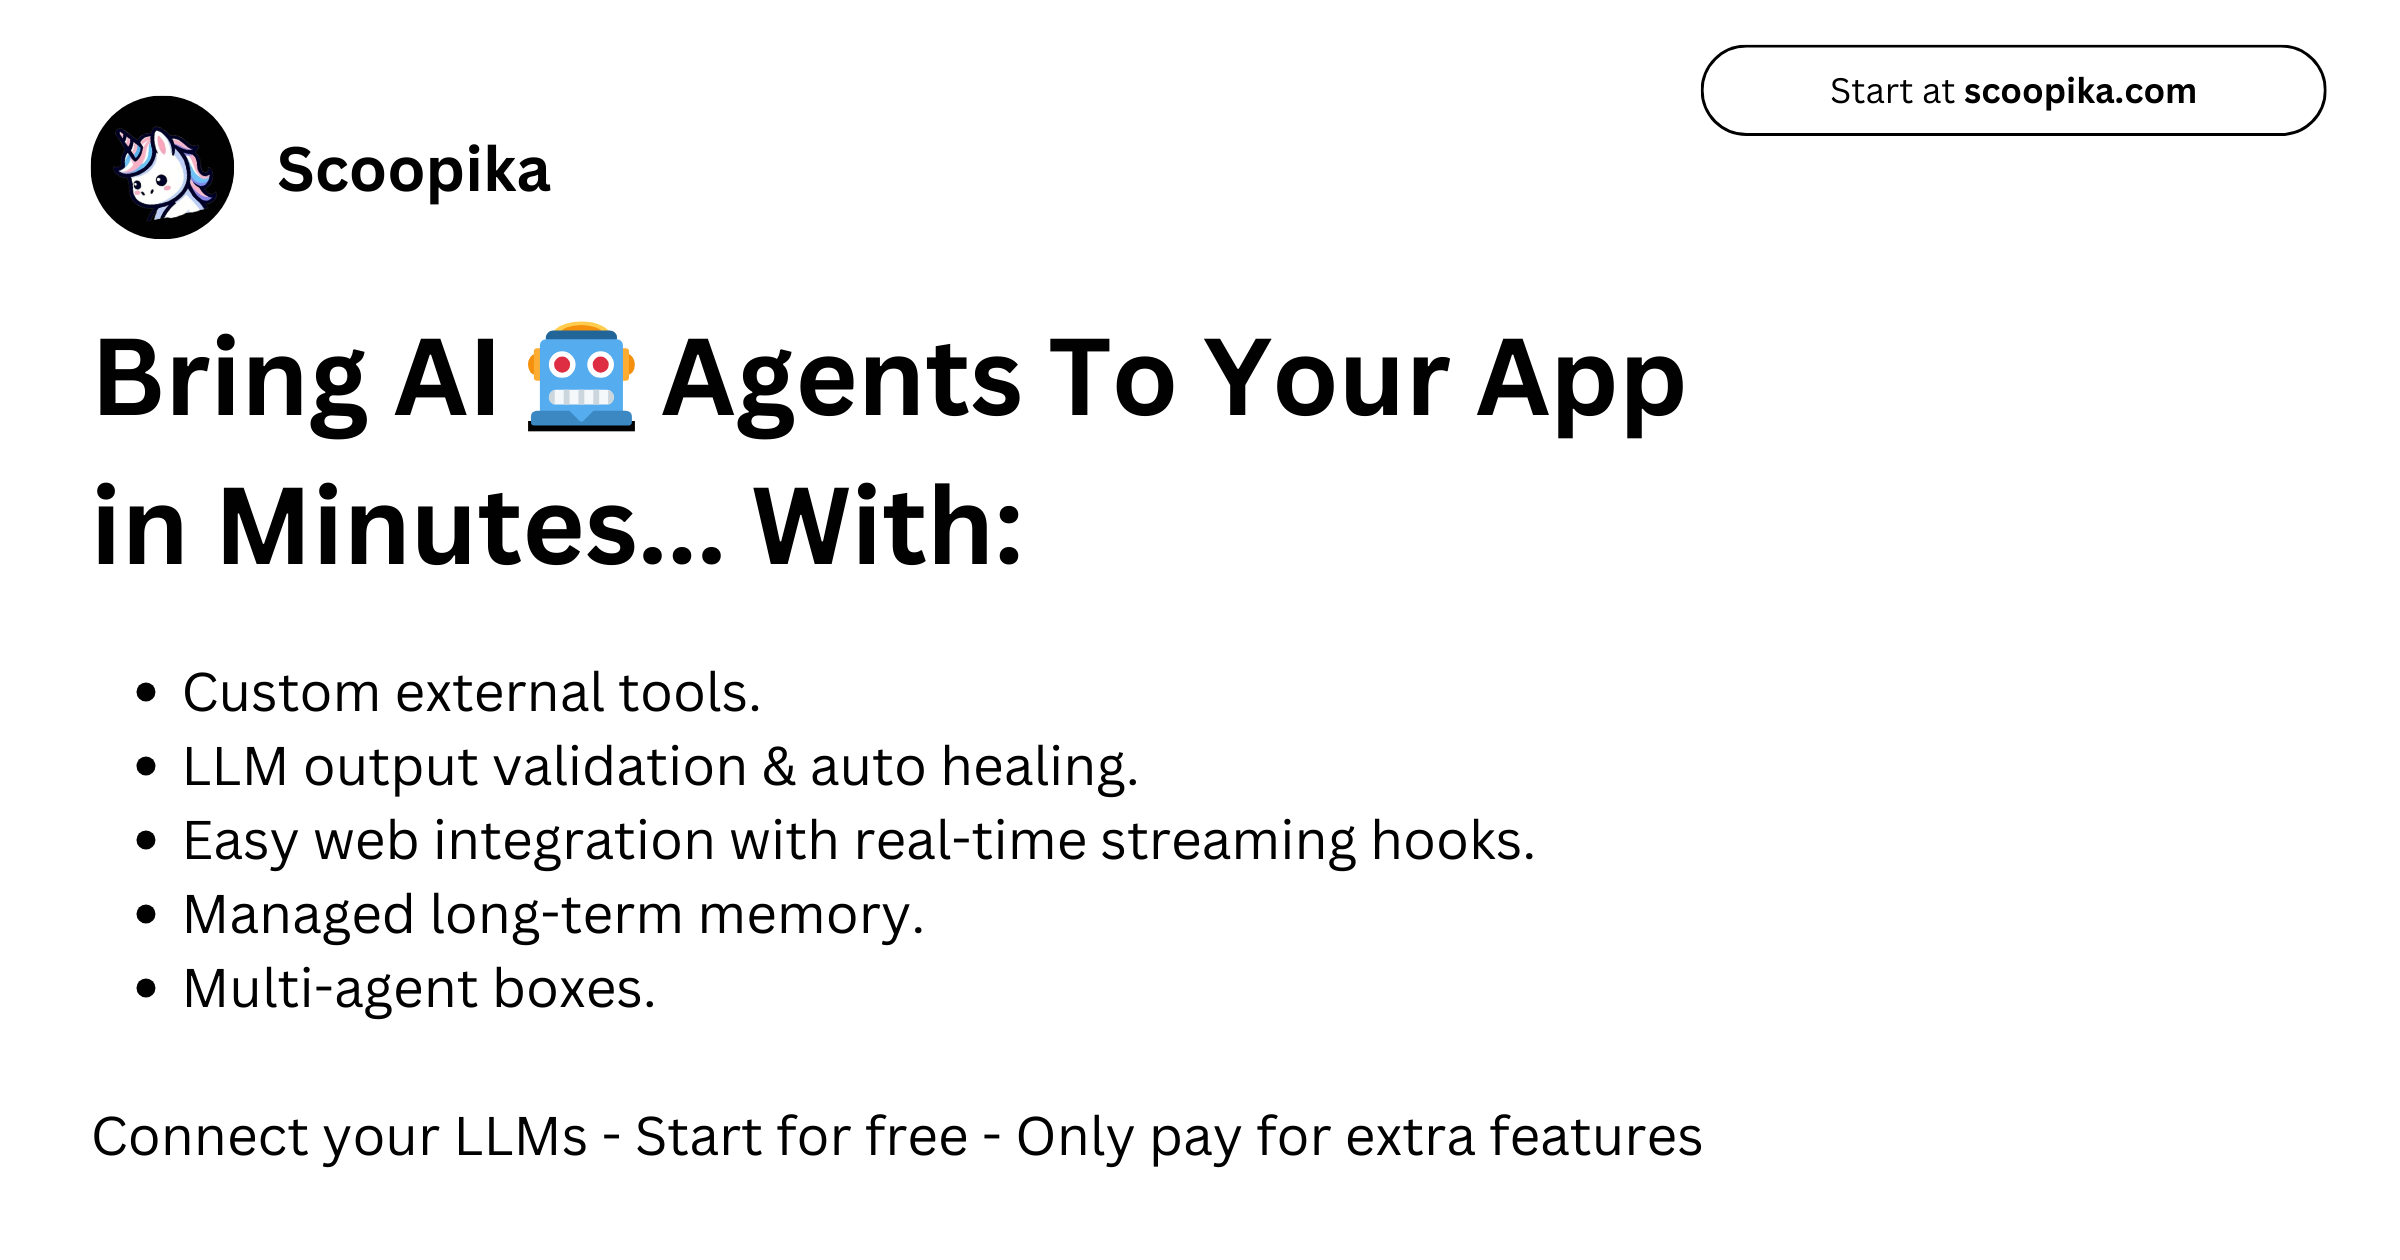 Start at scoopika.com
Scoopika
Bring AI 🤖 Agents To Your App
in Minutes... With:
• Custom external tools.
• LLM output validation & auto healing.
• Easy web integration with real-time streaming hooks.
• Managed long-term memory.
• Multi-agent boxes.
Connect your LLMs - Start for free - Only pay for extra features